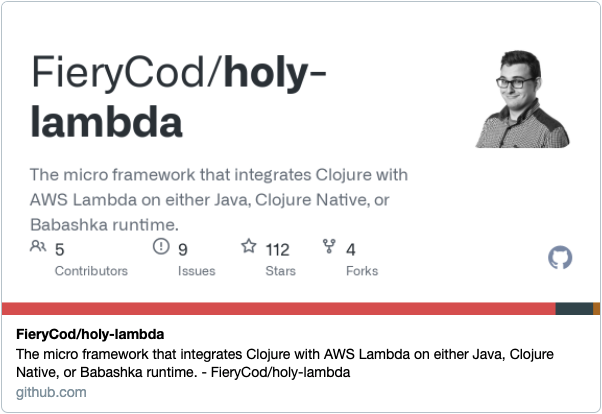 FieryCod/holy-
lambda
The micro framework that integrates Clojure with
AWS Lambda on either Java, Clojure Native, or
Babashka runtime.
5 9 112 4
Contributors Issues Stars Forks
FieryCod/holy-lambda
The micro framework that integrates Clojure with AWS Lambda on either Java, Clojure
Native, or Babashka runtime. - FieryCod/holy-lambda
github.com